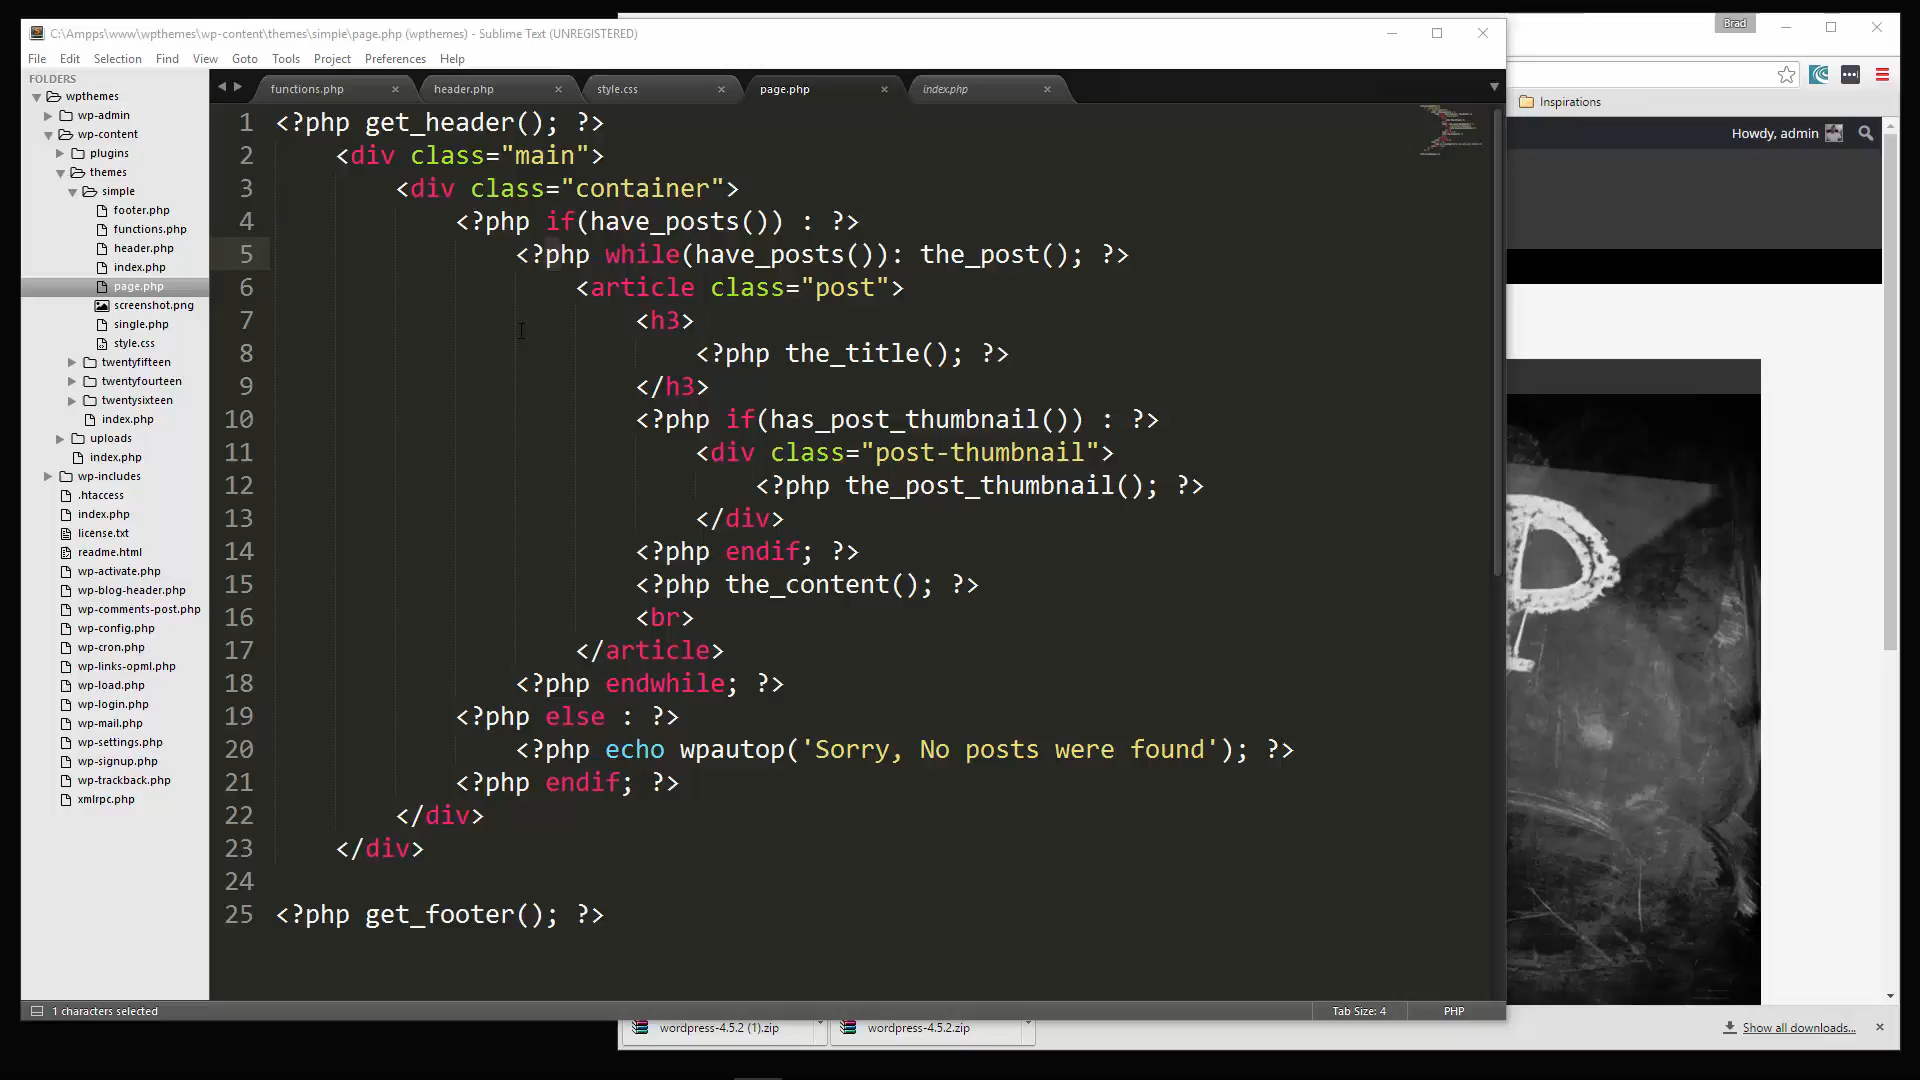 Brad
C:\Ampps\www\wpthemes\wp-content\themes\simple\page.php (wpthemes) - Sublime Text (UNREGISTERED)
File Edit Selection Find View Goto Tools Project Preferences Help
FOLDERS
wpthemes
wp-admin
wp-content
plugins
themes
simple
footer.php
functions.php
header.php
index.php
page.php
screenshot.png
single.php
style.css
twentyfifteen
twentyfourteen
twentysixteen
index.php
uploads
index.php
wp-includes
.htaccess
index.php
license.txt
readme.html
wp-activate.php
wp-blog-header.php
wp-comments-post.php
wp-config.php
wp-cron.php
wp-links-opml.php
wp-load.php
wp-login.php
wp-mail.php
wp-settings.php
wp-signup.php
wp-trackback.php
xmlrpc.php
functions.php header.php style.css page.php index.php
1 <?php get_header(); ?>
2 <div class="main">
3 <div class="container">
4 <?php if(have_posts()) : ?>
5 <?php while(have_posts()): the_post(); ?>
6 <article class="post">
7 <h3>
8 <?php the_title(); ?>
9 </h3>
10 <?php if(has_post_thumbnail()) : ?>
11 <div class="post-thumbnail">
12 <?php the_post_thumbnail(); ?>
13 </div>
14 <?php endif; ?>
15 <?php the_content(); ?>
16 <br>
17 </article>
18 <?php endwhile; ?>
19 <?php else : ?>
20 <?php echo wpautop('Sorry, No posts were found'); ?>
21 <?php endif; ?>
22 </div>
23 </div>
24
25 <?php get_footer(); ?>
1 characters selected
Tab Size: 4 PHP
Inspirations
Howdy, admin
P
wordpress-4.5.2 (1).zip wordpress-4.5.2.zip
Show all downloads...